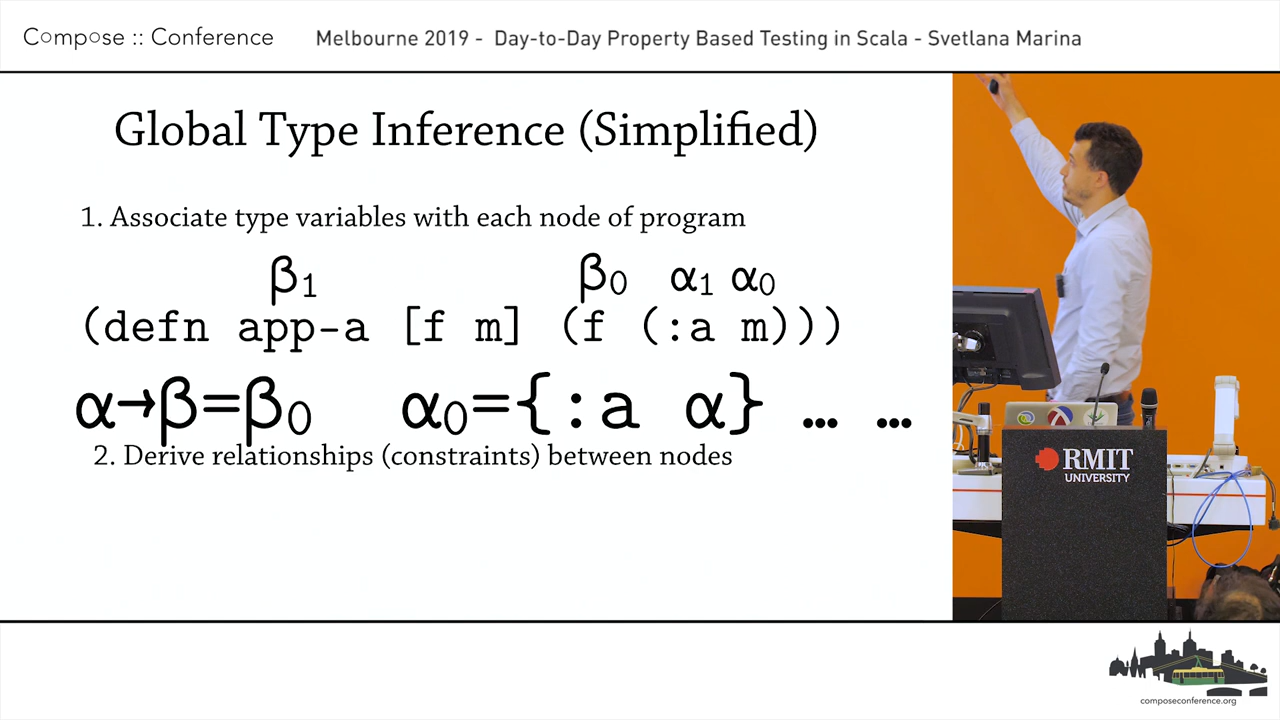 Compose :: Conference
Melbourne 2019 - Day-to-Day Property Based Testing in Scala - Svetlana Marina
Global Type Inference (Simplified)
1. Associate type variables with each node of program
β₁ β₀ α₁ α₀
(defn app-a [f m] (f (:a m)))
α→β=β₀ α₀={:a α} … …
2. Derive relationships (constraints) between nodes
RMIT
UNIVERSITY
composeconference.org